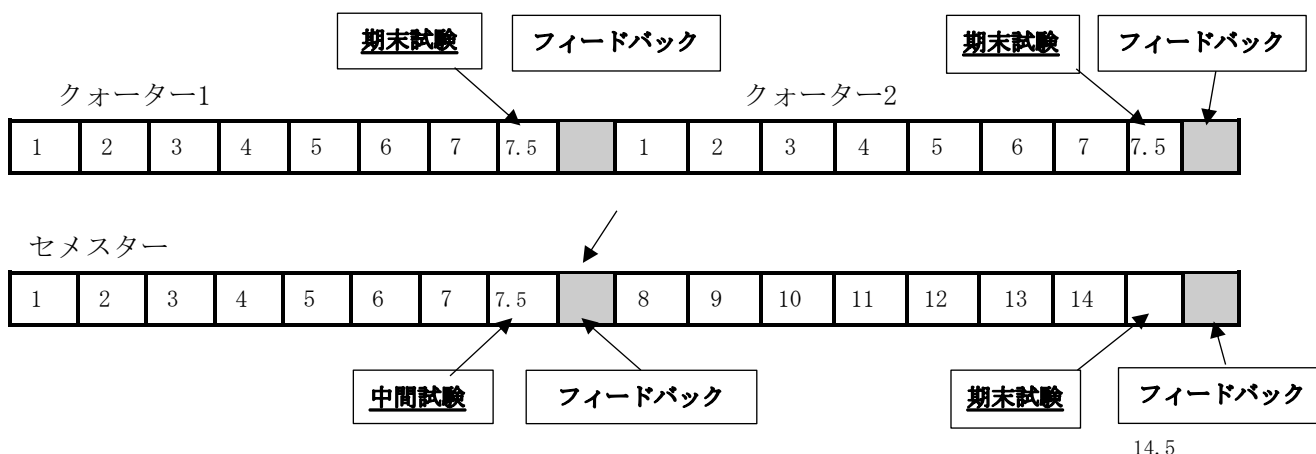 期末試験 フィードバック 期末試験 フィードバック
クォーター1 クォーター2
1 2 3 4 5 6 7 7.5 1 2 3 4 5 6 7 7.5
セメスター
1 2 3 4 5 6 7 7.5 8 9 10 11 12 13 14
中間試験 フィードバック 期末試験 フィードバック
14.5